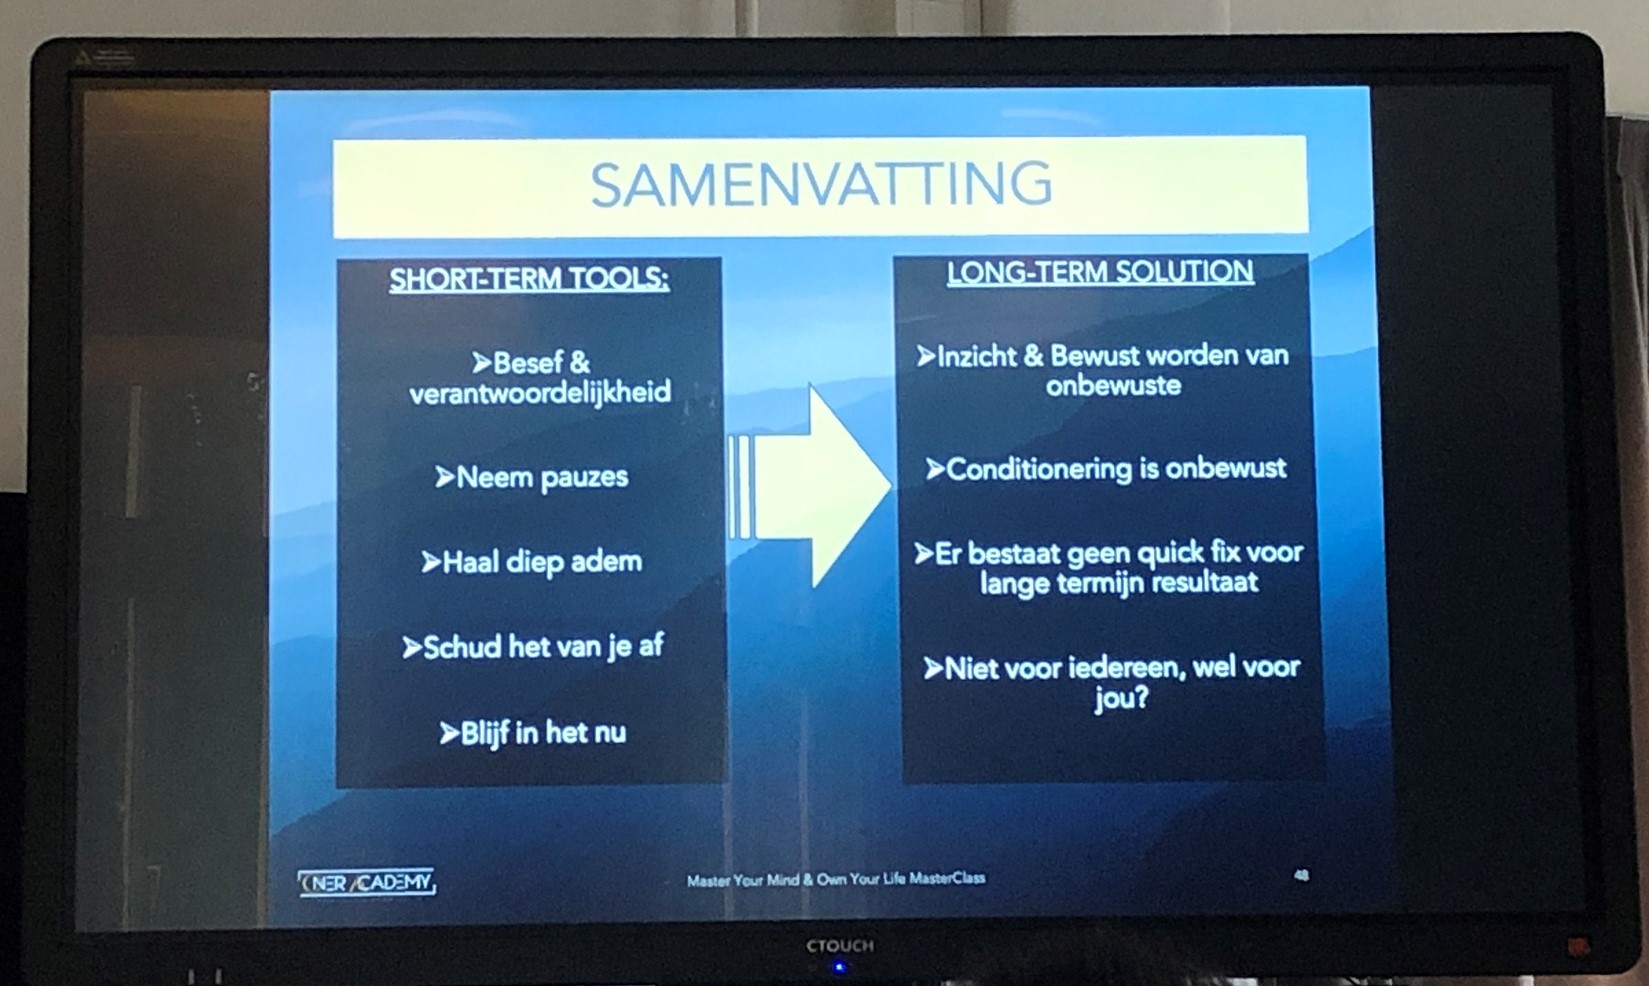 SAMENVATTING
SHORT-TERM TOOLS:
➤Besef &
verantwoordelijkheid
➤Neem pauzes
➤Haal diep adem
➤Schud het van je af
➤Blijf in het nu
LONG-TERM SOLUTION
➤Inzicht & Bewust worden van
onbewuste
➤Conditionering is onbewust
➤Er bestaat geen quick fix voor
lange termijn resultaat
➤Niet voor iedereen, wel voor
jou?
Master Your Mind & Own Your Life MasterClass
48
CTOUCH